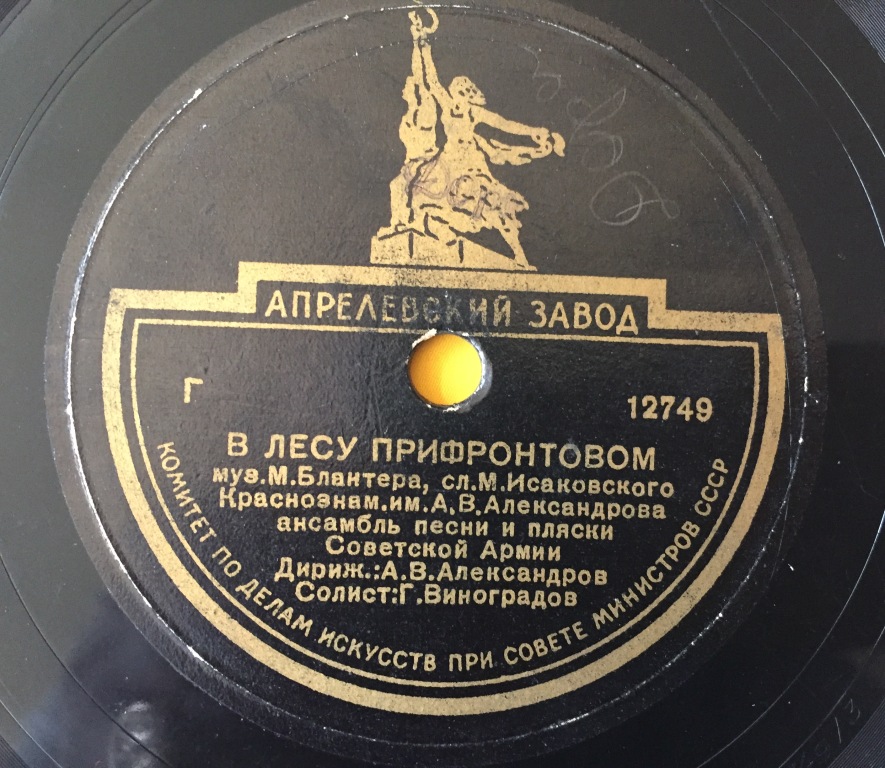 АПРЕЛЕВСКИЙ ЗАВОД
Г 12749
В ЛЕСУ ПРИФРОНТОВОМ
муз.М.Блантера, сл.М.Исаковского
Краснознам.им.А.В.Александрова
ансамбль песни и пляски
Советской Армии
Дириж.:А.В.Александров
Солист:Г.Виноградов
КОМИТЕТ ПО ДЕЛАМ ИСКУССТВ ПРИ СОВЕТЕ МИНИСТРОВ СССР